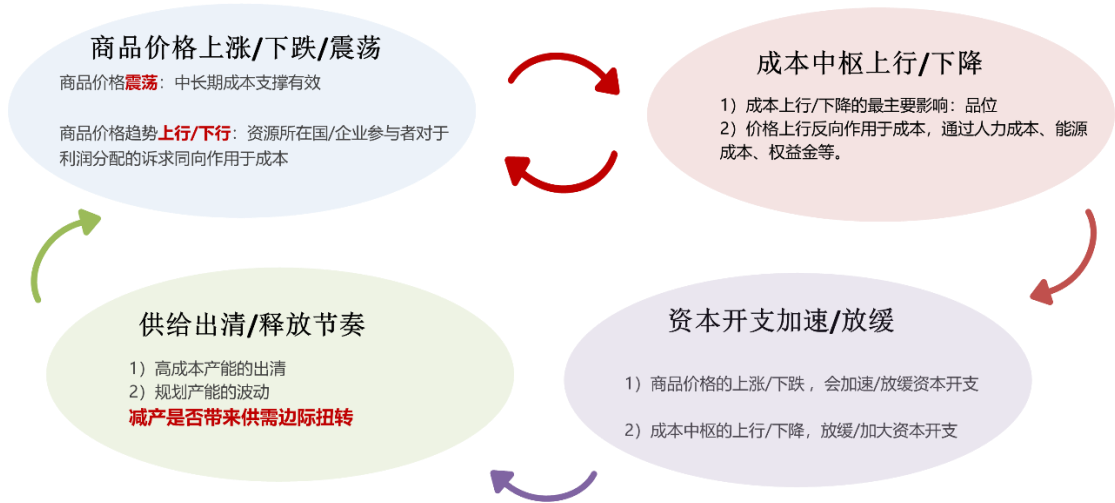 商品价格上涨/下跌/震荡
商品价格震荡：中长期成本支撑有效
商品价格趋势上行/下行：资源所在国/企业参与者对于
利润分配的诉求同向作用于成本
成本中枢上行/下降
1）成本上行/下降的最主要影响：品位
2）价格上行反向作用于成本，通过人力成本、能源
成本、权益金等。
供给出清/释放节奏
1）高成本产能的出清
2）规划产能的波动
减产是否带来供需边际扭转
资本开支加速/放缓
1）商品价格的上涨/下跌，会加速/放缓资本开支
2）成本中枢的上行/下降，放缓/加大资本开支